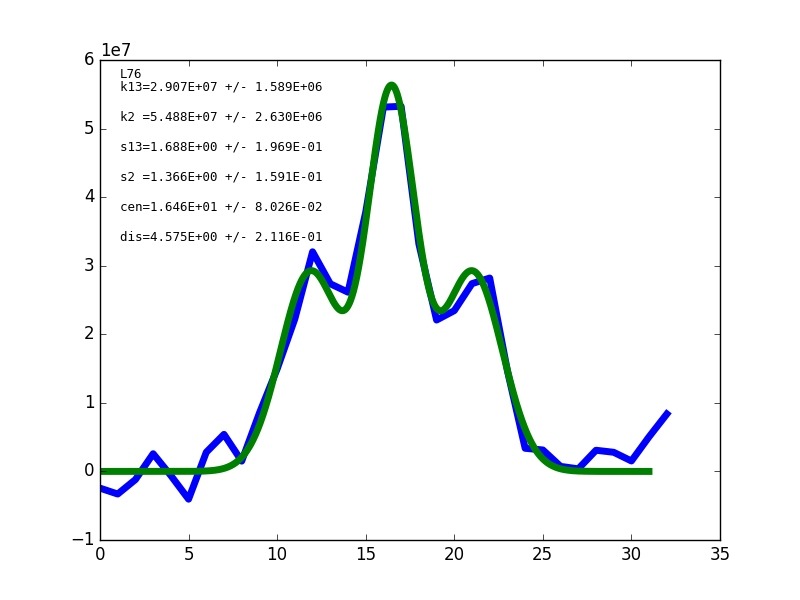 1e7
L76
k13=2.907E+07 +/- 1.589E+06
k2 =5.488E+07 +/- 2.630E+06
s13=1.688E+00 +/- 1.969E-01
s2 =1.366E+00 +/- 1.591E-01
cen=1.646E+01 +/- 8.026E-02
dis=4.575E+00 +/- 2.116E-01
6
5
4
3
2
1
0
−1
0 5 10 15 20 25 30 35